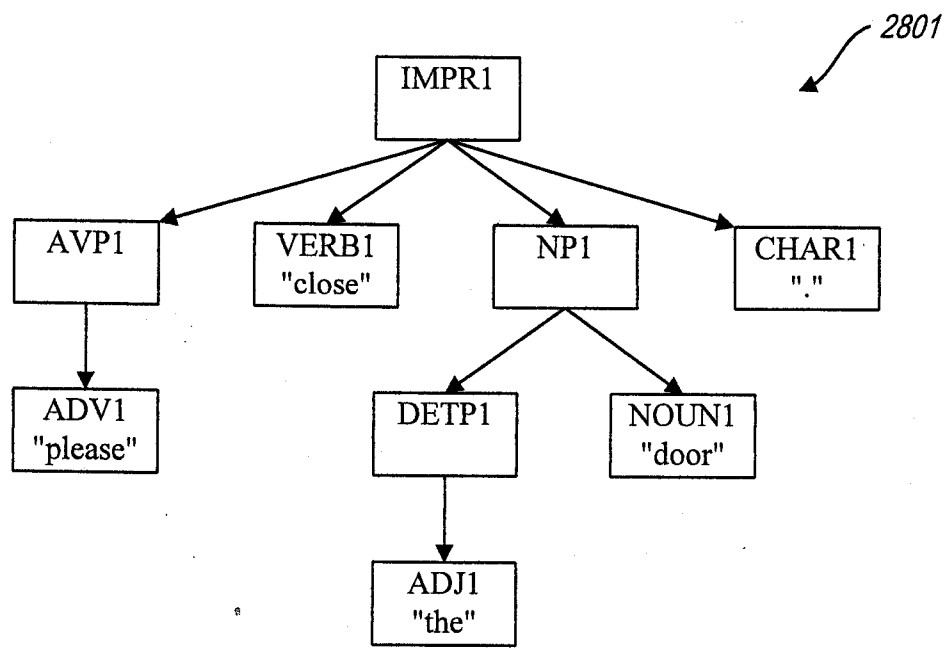 2801
IMPR1
AVP1
VERB1
"close"
NP1
CHAR1
"."
ADV1
"please"
DETP1
NOUN1
"door"
ADJ1
"the"